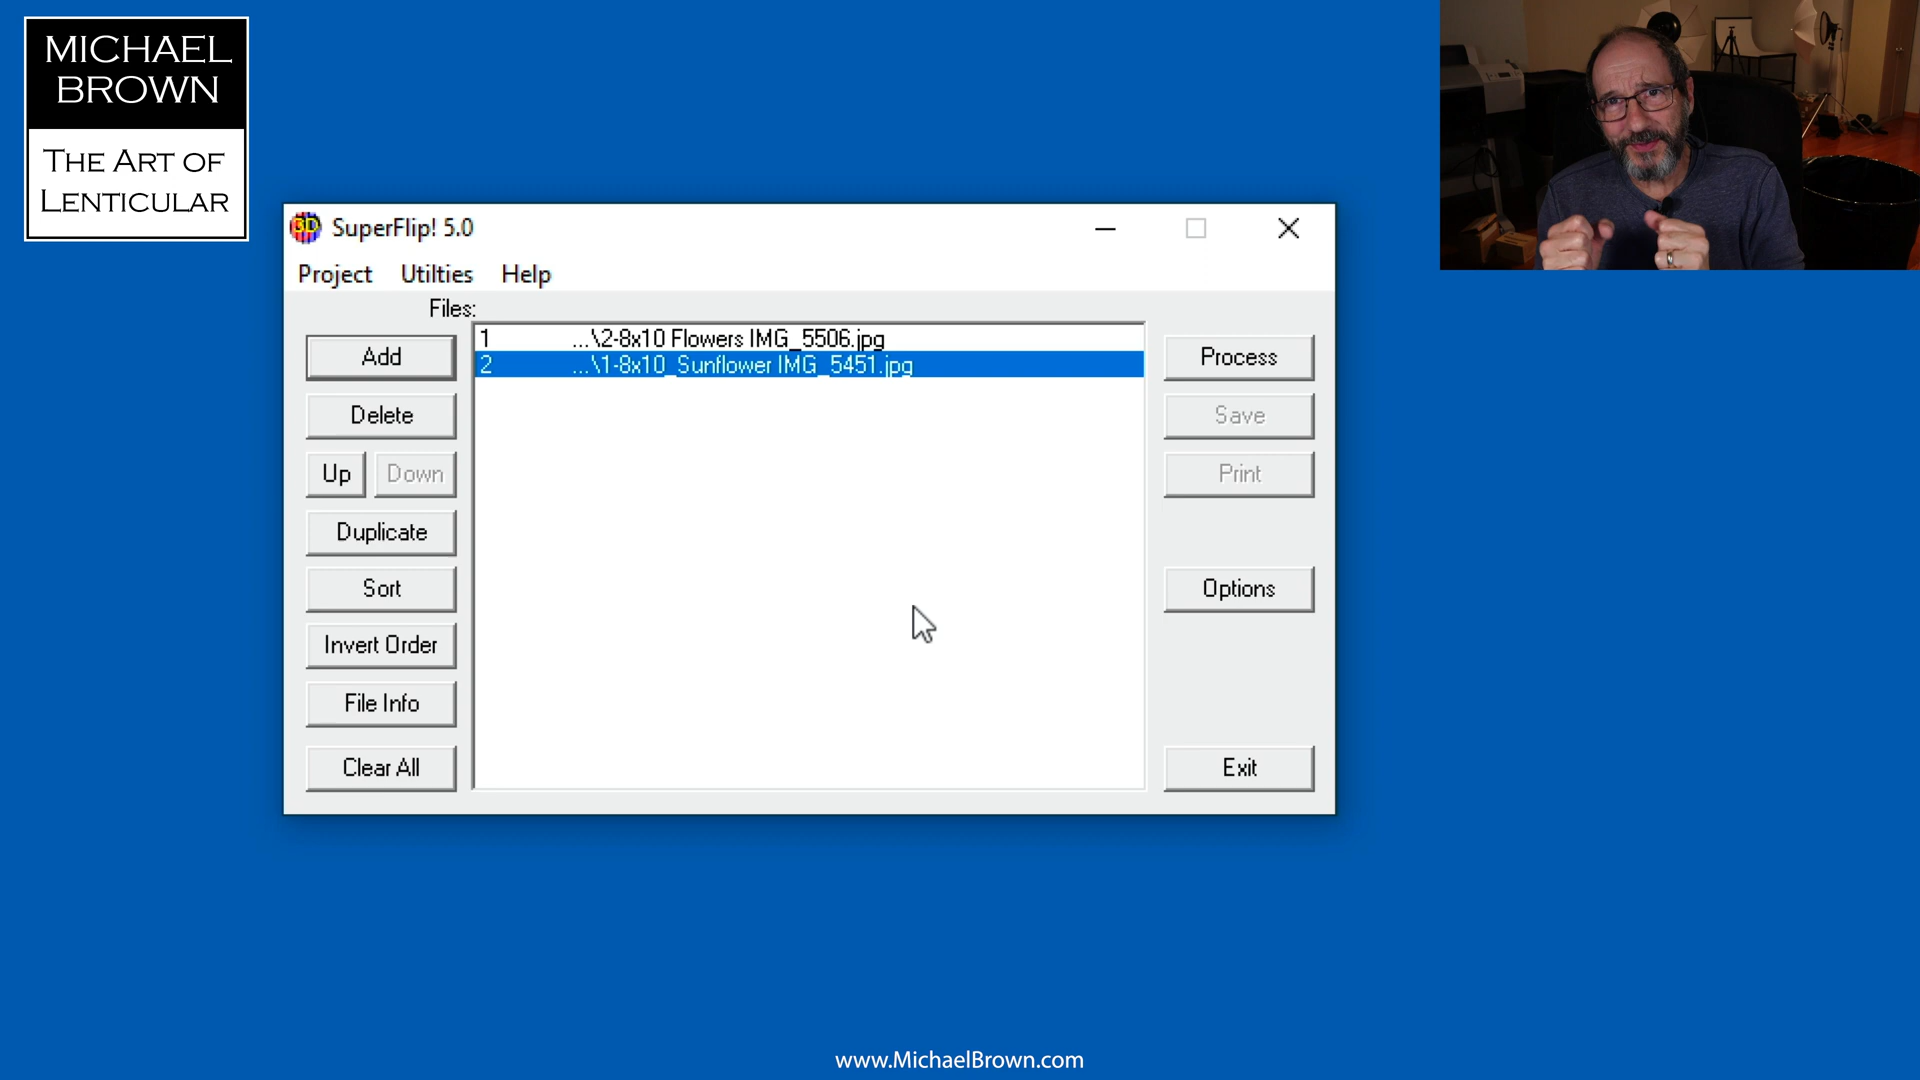 MICHAEL
BROWN
THE ART OF
LENTICULAR
3D
SuperFlip! 5.0
Project Utilties Help
Files:
1 ...\2-8x10 Flowers IMG_5506.jpg
2 ...\1-8x10_Sunflower IMG_5451.jpg
Add
Delete
Up Down
Duplicate
Sort
Invert Order
File Info
Clear All
Process
Save
Print
Options
Exit
www.MichaelBrown.com